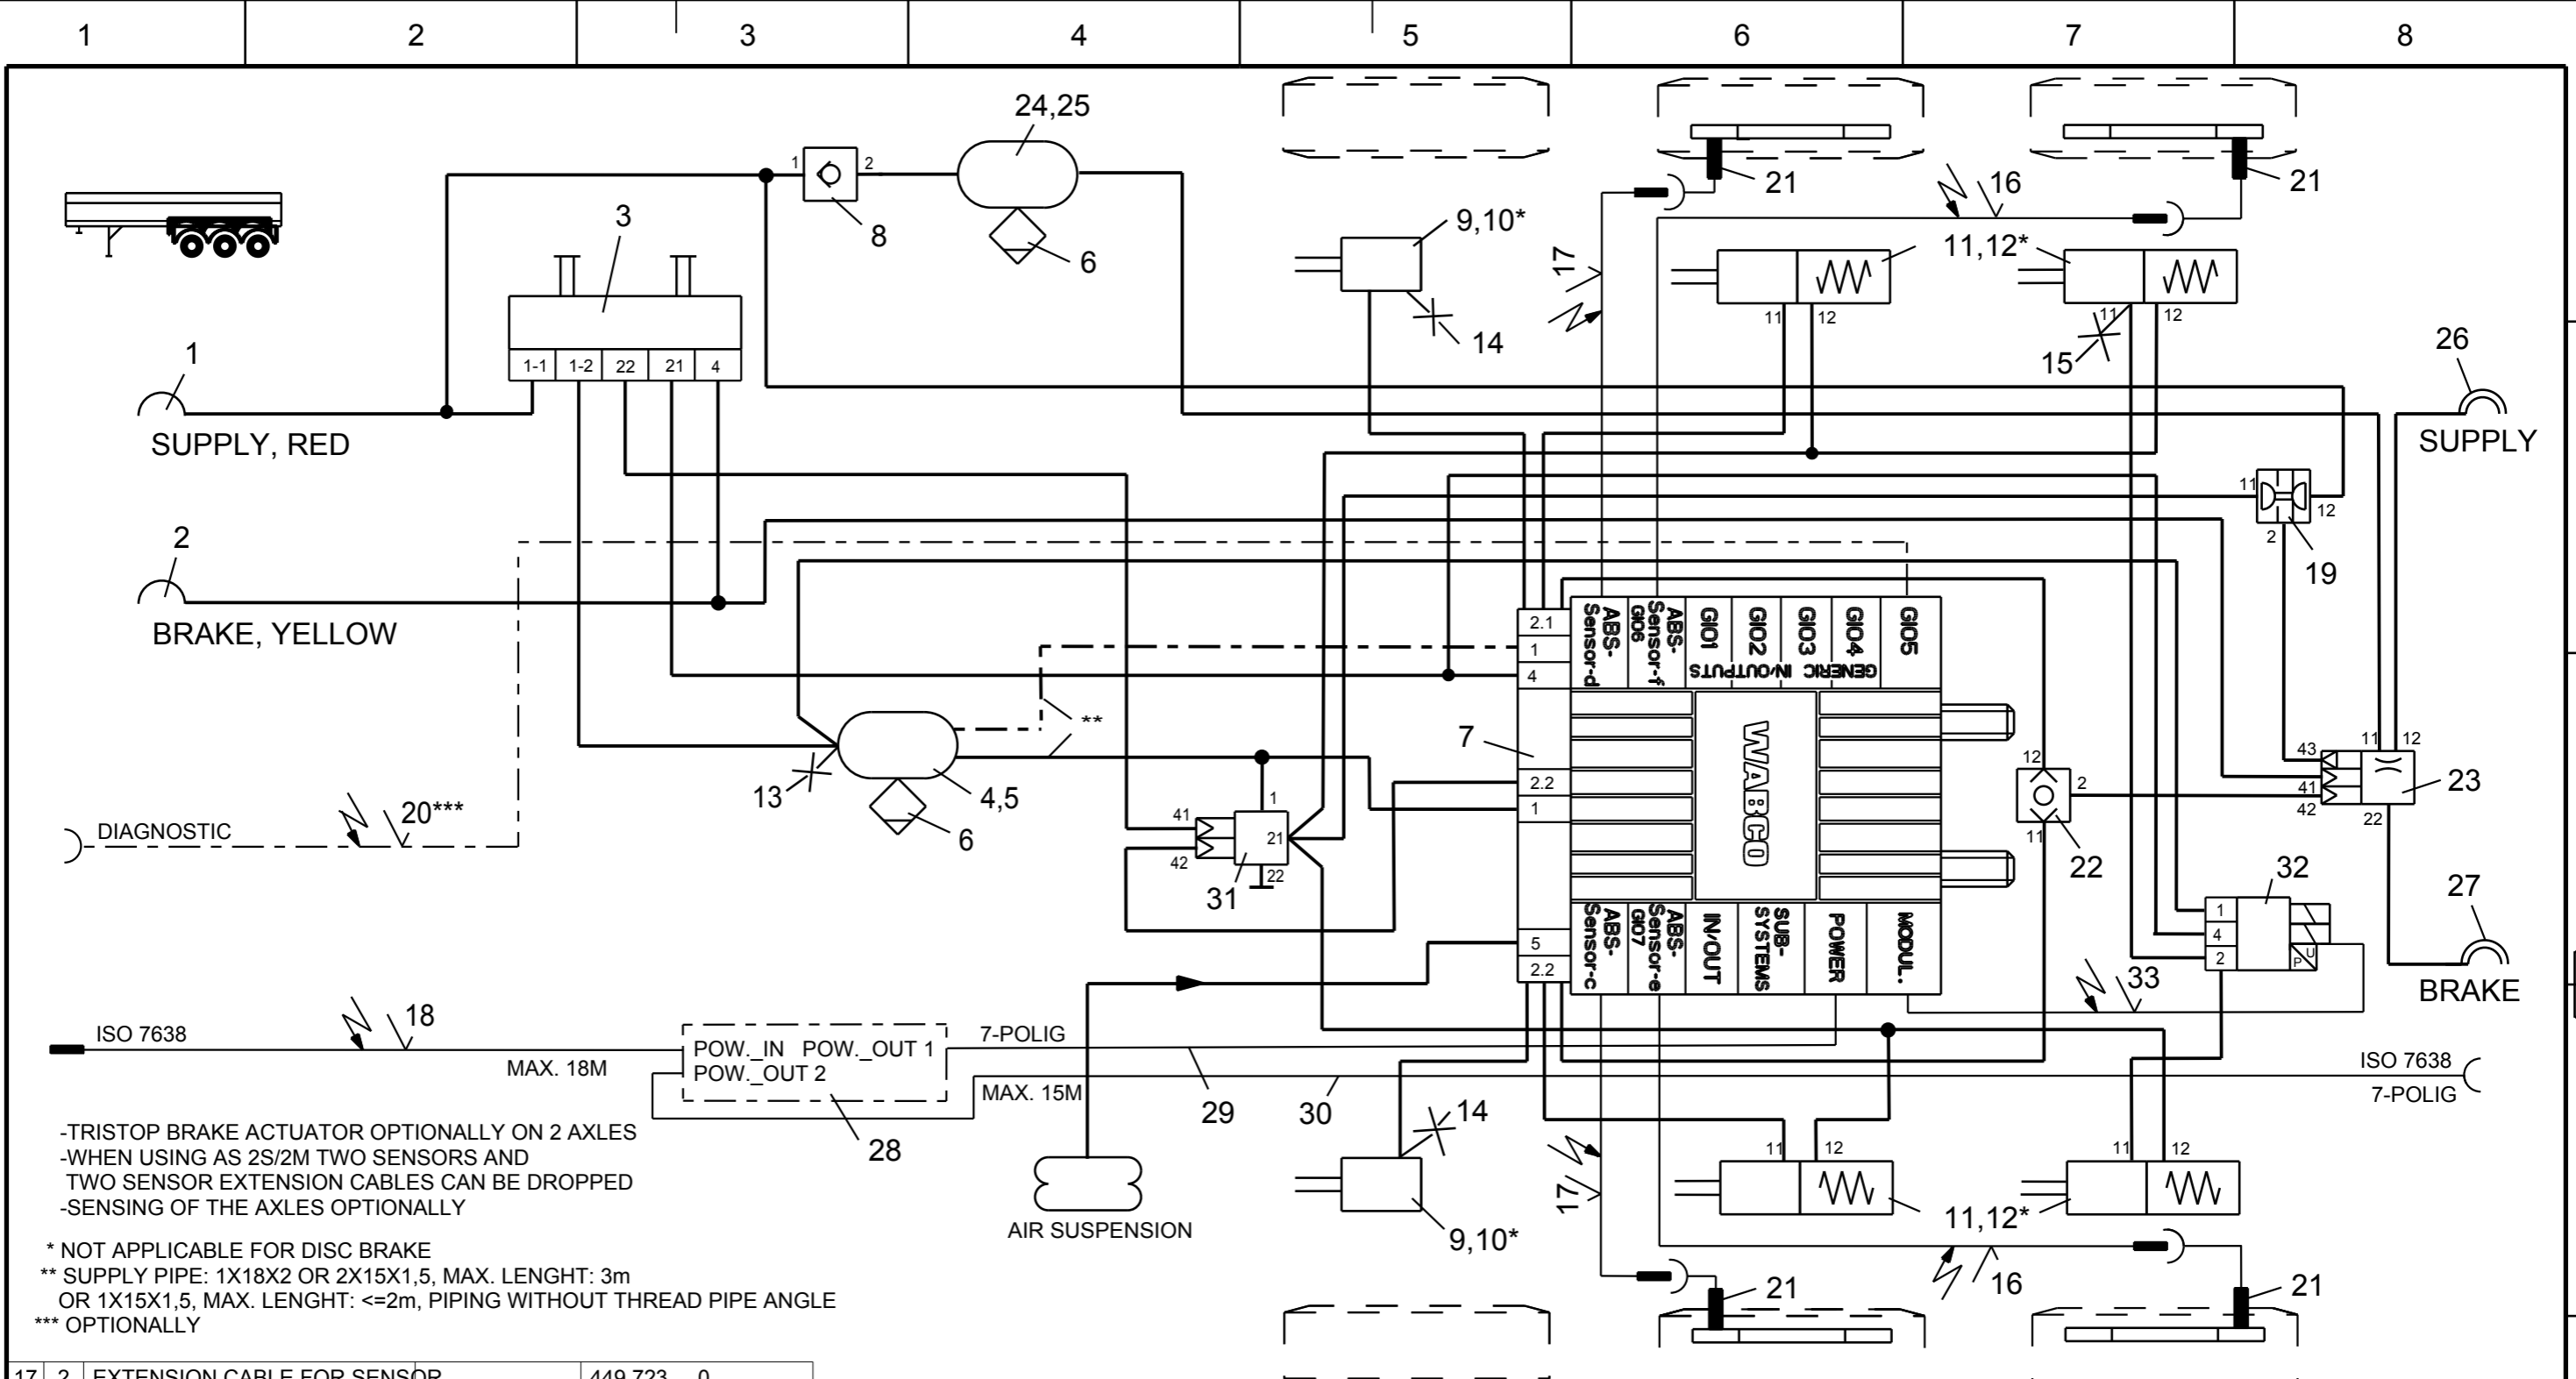 1 2 3 4 5 6 7 8
24,25
1 2
8
6
3
1-1 1-2 22 21 4
1
SUPPLY, RED
2
BRAKE, YELLOW
9,10*
14
21
21
16
17
11,12*
11 12
11 12
15
26
SUPPLY
11
12
2
19
DIAGNOSTIC
20***
13
4,5
6
**
7
2.1
1
4
2.2
1
5
2.2
ABS-Sensor-d
ABS-Sensor-f GIO6
GIO1
GIO2
GIO3
GIO4
GIO5
GENERIC IN/OUTPUTS
WABCO
ABS-Sensor-c
ABS-Sensor-e GIO7
IN/OUT
SUB-SYSTEMS
POWER
MODUL.
41
42
1
21
22
31
12
2
11
22
43
41
42
11 12
22
23
32
1
4
2
P U
33
27
BRAKE
ISO 7638
18
MAX. 18M
POW._IN POW._OUT 1
POW._OUT 2
28
7-POLIG
MAX. 15M
29
30
ISO 7638
7-POLIG
-TRISTOP BRAKE ACTUATOR OPTIONALLY ON 2 AXLES
-WHEN USING AS 2S/2M TWO SENSORS AND
TWO SENSOR EXTENSION CABLES CAN BE DROPPED
-SENSING OF THE AXLES OPTIONALLY
* NOT APPLICABLE FOR DISC BRAKE
** SUPPLY PIPE: 1X18X2 OR 2X15X1,5, MAX. LENGHT: 3m
OR 1X15X1,5, MAX. LENGHT: <=2m, PIPING WITHOUT THREAD PIPE ANGLE
*** OPTIONALLY
AIR SUSPENSION
14
9,10*
17
11 12
11 12
11,12*
16
21
21
17 2 EXTENSION CABLE FOR SENSOR 449 723 0